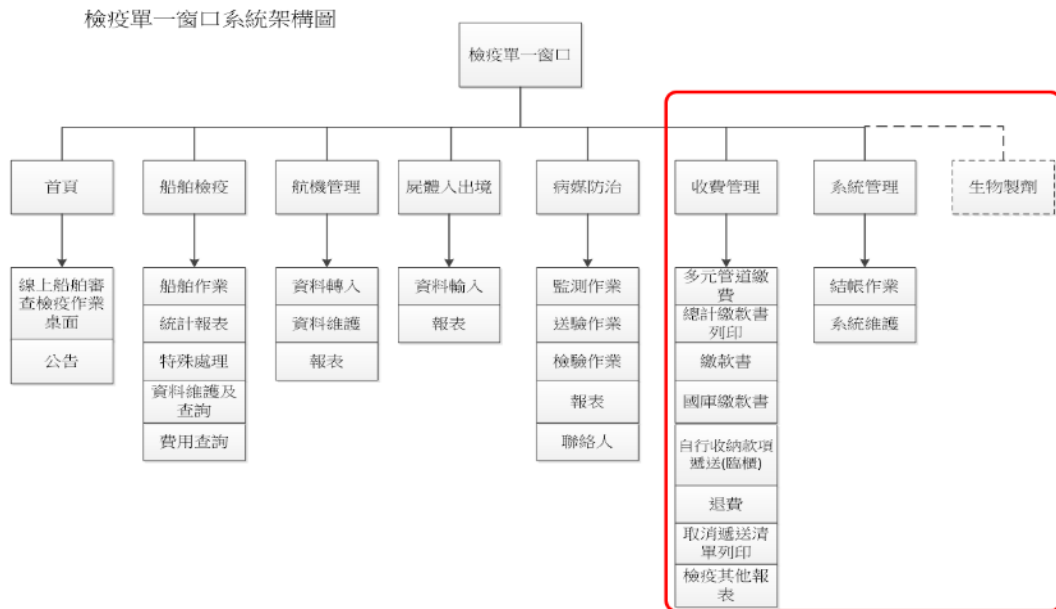 檢疫單一窗口系統架構圖
檢疫單一窗口
首頁
船舶檢疫
航機管理
屍體入出境
病媒防治
收費管理
系統管理
生物製劑
線上船舶審
查檢疫作業
桌面
公告
船舶作業
統計報表
特殊處理
資料維護及
查詢
費用查詢
資料轉入
資料維護
報表
資料輸入
報表
監測作業
送驗作業
檢驗作業
報表
聯絡人
多元管道繳
費
總計繳款書
列印
繳款書
國庫繳款書
自行收納款項
遞送(臨櫃)
退費
取消遞送清
單列印
檢疫其他報
表
結帳作業
系統維護